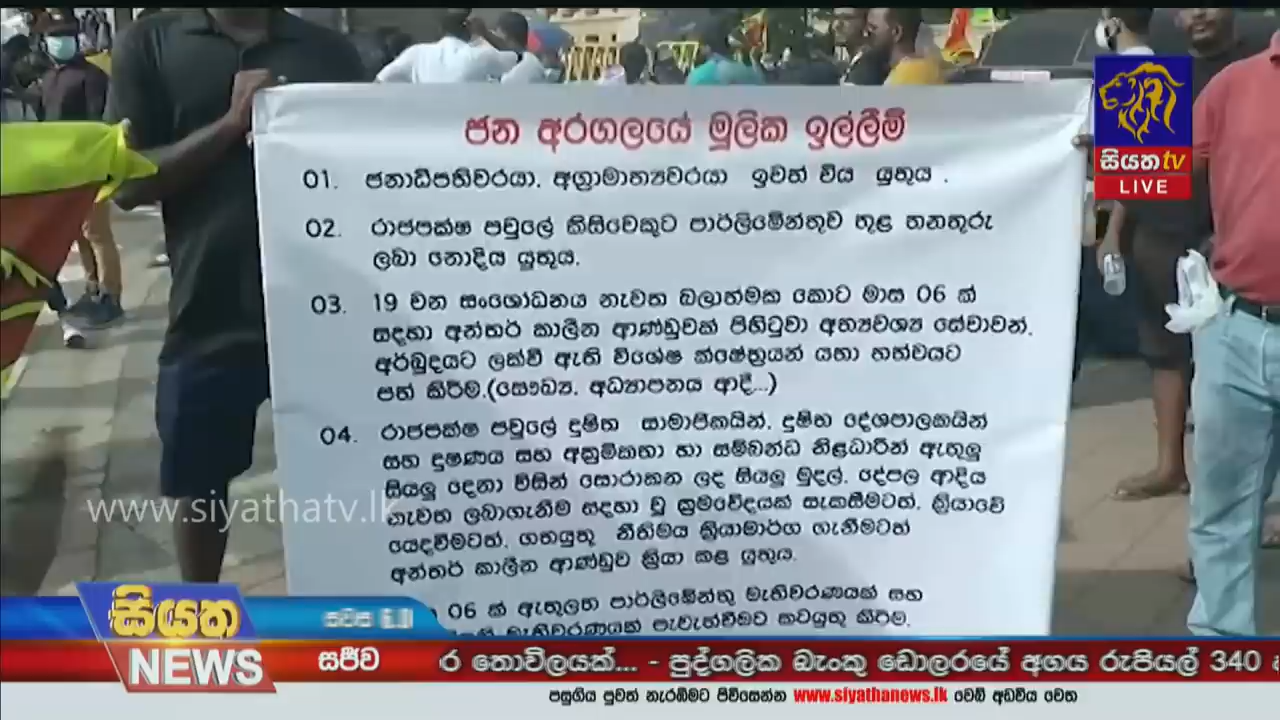 ජන අරගලයේ මූලික ඉල්ලීම්
01. ජනාධිපතිවරයා, අග්‍රාමාත්‍යවරයා ඉවත් විය යුතුය .
02. රාජපක්ෂ පවුලේ කිසිවෙකුට පාර්ලිමේන්තුව තුළ තනතුරු
ලබා නොදිය යුතුය.
03. 19 වන සංශෝධනය නැවත බලාත්මක කොට මාස 06 ක්
සදහා අන්තර් කාලීන ආණ්ඩුවක් පිහිටුවා අත්‍යවශ්‍ය සේවාවන්,
අර්බුදයට ලක්වී ඇති විශේෂ ක්ෂේත්‍රයන් යතා තත්වයට
පත් කිරීම.(සෞඛ්‍ය, අධ්‍යාපනය ආදී...)
04. රාජපක්ෂ පවුලේ දූෂිත සාමාජිකයින්, දූෂිත දේශපාලකයින්
සහ දූෂණය සහ අක්‍රමිකතා හා සම්බන්ධ නිළධාරීන් ඇතුලු
සියලු දෙනා විසින් සොරාකන ලද සියලු මුදල්, දේපල ආදිය
නැවත ලබාගැනීම සදහා වූ ක්‍රමවේදයක් සැකසීමටත්, ක්‍රියාවේ
යෙදවීමටත්, ගතයුතු නීතිමය ක්‍රියාමාර්ග ගැනීමටත්
අන්තර් කාලීන ආණ්ඩුව ක්‍රියා කළ යුතුය.
06 ක් ඇතුලත පාර්ලිමේන්තු මැතිවරණයක් සහ
මැතිවරණයක් පැවැත්වීමට කටයුතු කිරීම.
සියත tv
LIVE
www.siyathatv.lk
සියත
NEWS
සජීව
ර තොවිලයක්... - පුද්ගලික බැංකු ඩොලරයේ අගය රුපියල් 340
පසුගිය පුවත් නැරඹීමට පිවිසෙන්න www.siyathanews.lk වෙබ් අඩවිය වෙත